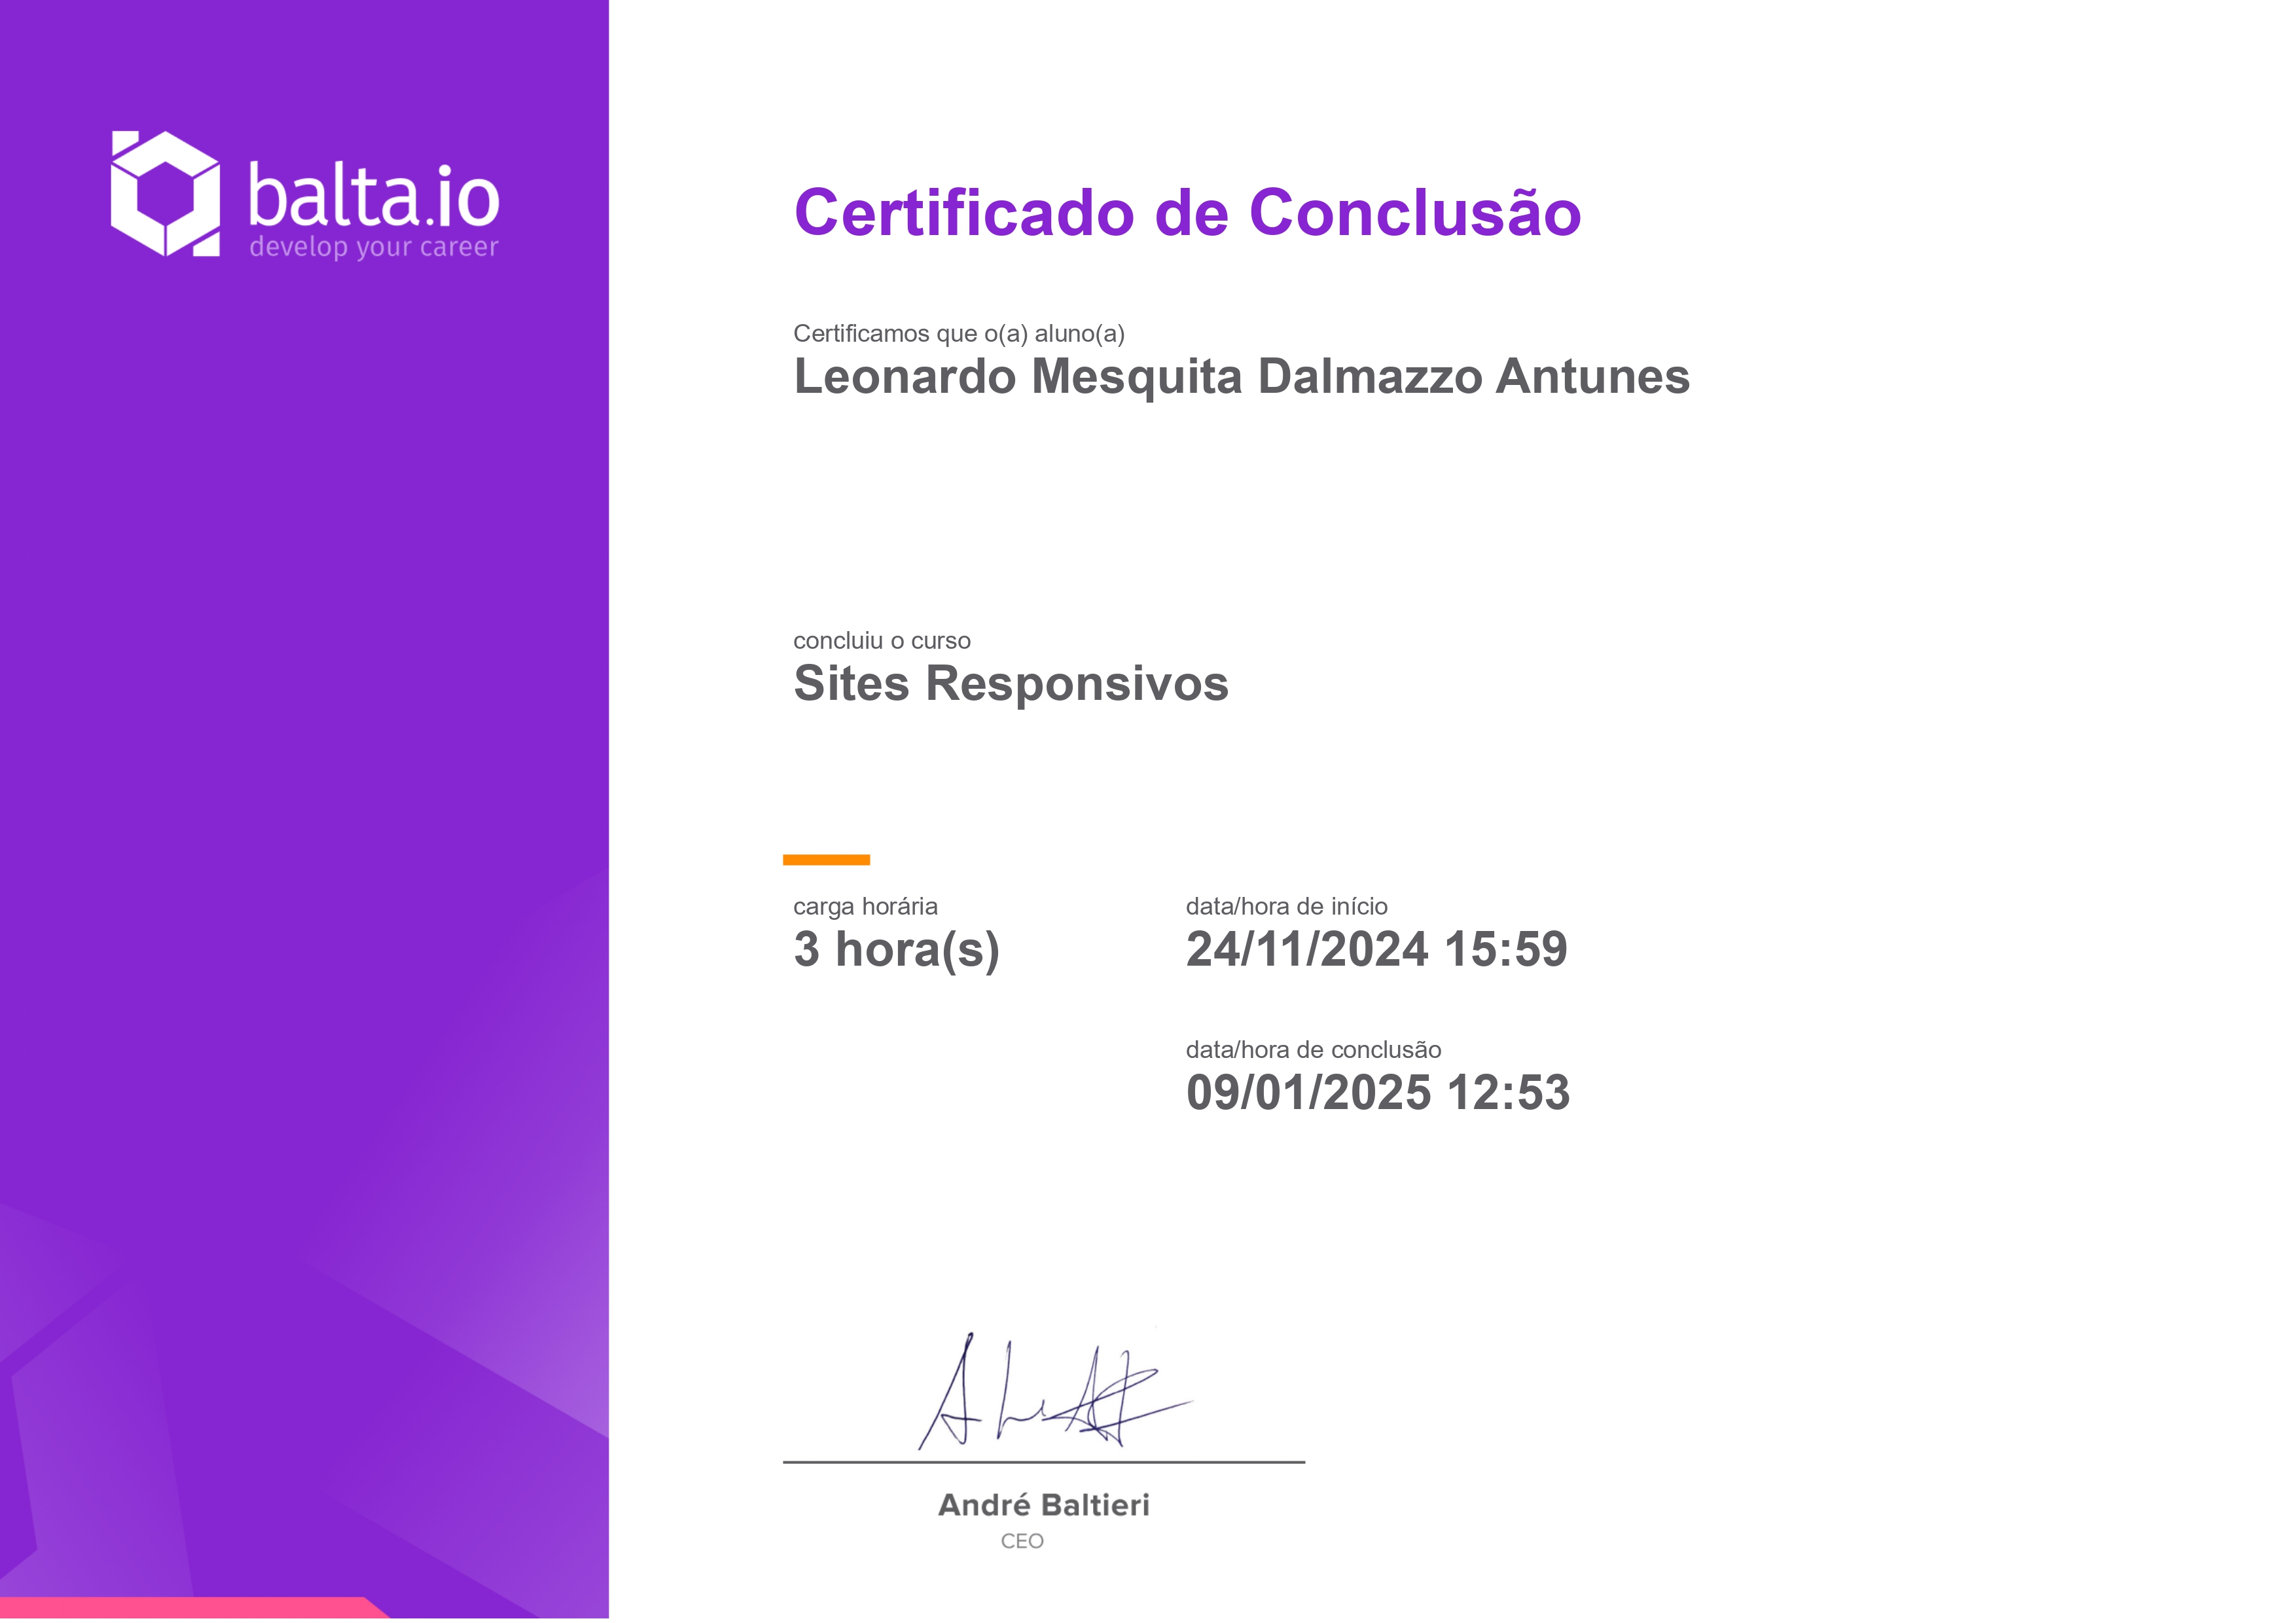 balta.io
develop your career
Certificado de Conclusão
Certificamos que o(a) aluno(a)
Leonardo Mesquita Dalmazzo Antunes
concluiu o curso
Sites Responsivos
carga horária
3 hora(s)
data/hora de início
24/11/2024 15:59
data/hora de conclusão
09/01/2025 12:53
André Baltieri
CEO